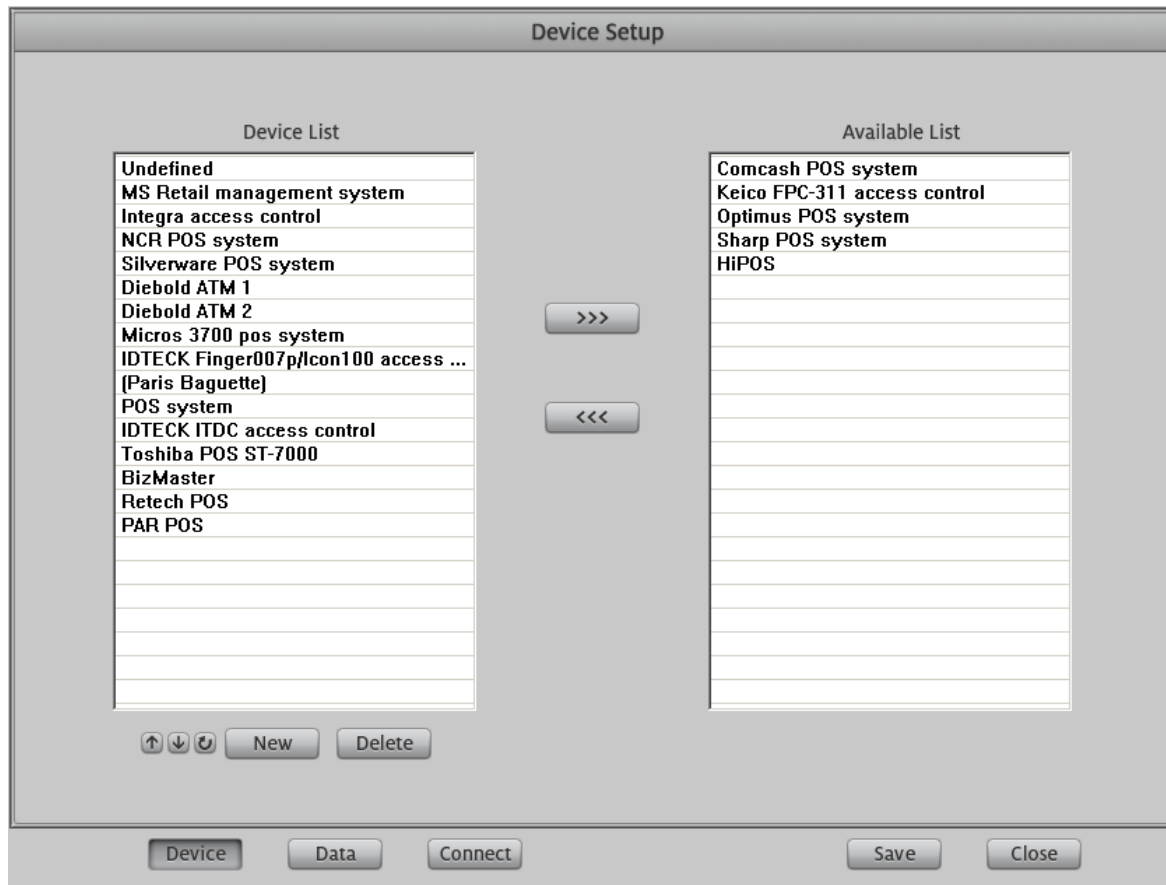 Device Setup
Device List
Undefined
MS Retail management system
Integra access control
NCR POS system
Silverware POS system
Diebold ATM 1
Diebold ATM 2
Micros 3700 pos system
IDTECK Finger007p/Icon100 access ...
(Paris Baguette)
POS system
IDTECK ITDC access control
Toshiba POS ST-7000
BizMaster
Retech POS
PAR POS
>>>
<<<
Available List
Comcash POS system
Keico FPC-311 access control
Optimus POS system
Sharp POS system
HiPOS
New Delete
Device Data Connect Save Close